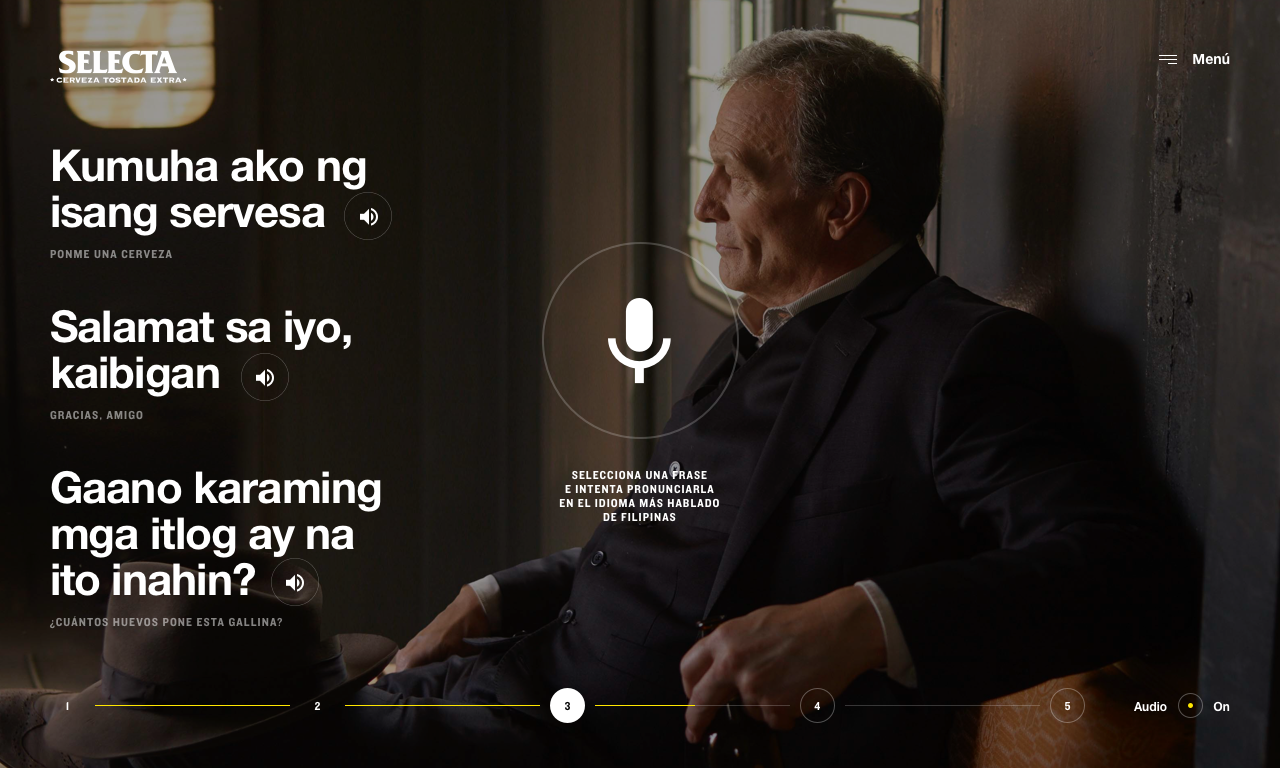 SELECTA
★CERVEZA TOSTADA EXTRA★
Menú
Kumuha ako ng
isang servesa
PONME UNA CERVEZA
Salamat sa iyo,
kaibigan
GRACIAS, AMIGO
Gaano karaming
mga itlog ay na
ito inahin?
¿CUÁNTOS HUEVOS PONE ESTA GALLINA?
SELECCIONA UNA FRASE
E INTENTA PRONUNCIARLA
EN EL IDIOMA MÁS HABLADO
DE FILIPINAS
1 2 3 4 5
Audio On